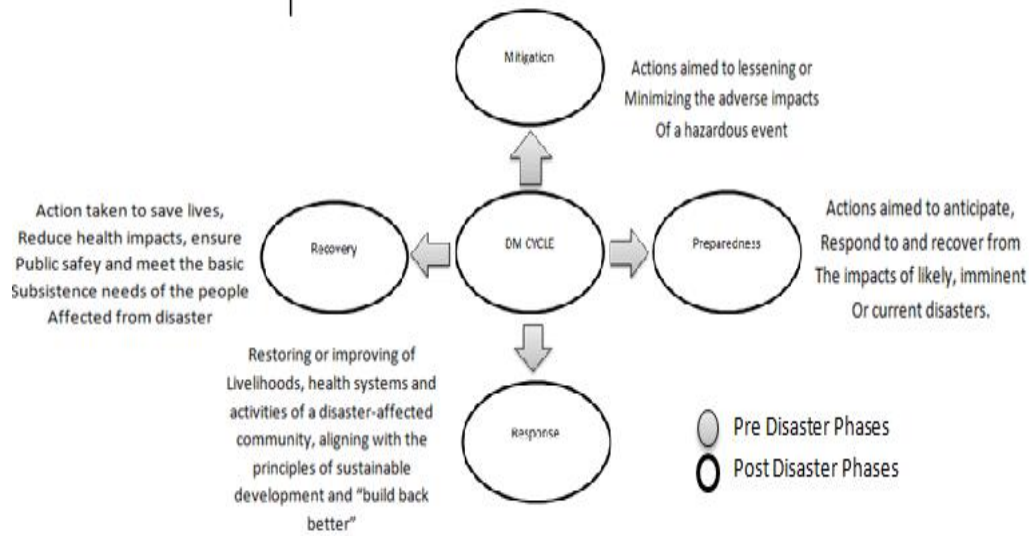 Mitigation
Actions aimed to lessening or
Minimizing the adverse impacts
Of a hazardous event
Action taken to save lives,
Reduce health impacts, ensure
Public safey and meet the basic
Subsistence needs of the people
Affected from disaster
Recovery
DM CYCLE
Preparedness
Actions aimed to anticipate,
Respond to and recover from
The impacts of likely, imminent
Or current disasters.
Restoring or improving of
Livelihoods, health systems and
activities of a disaster-affected
community, aligning with the
principles of sustainable
development and “build back
better”
Response
Pre Disaster Phases
Post Disaster Phases